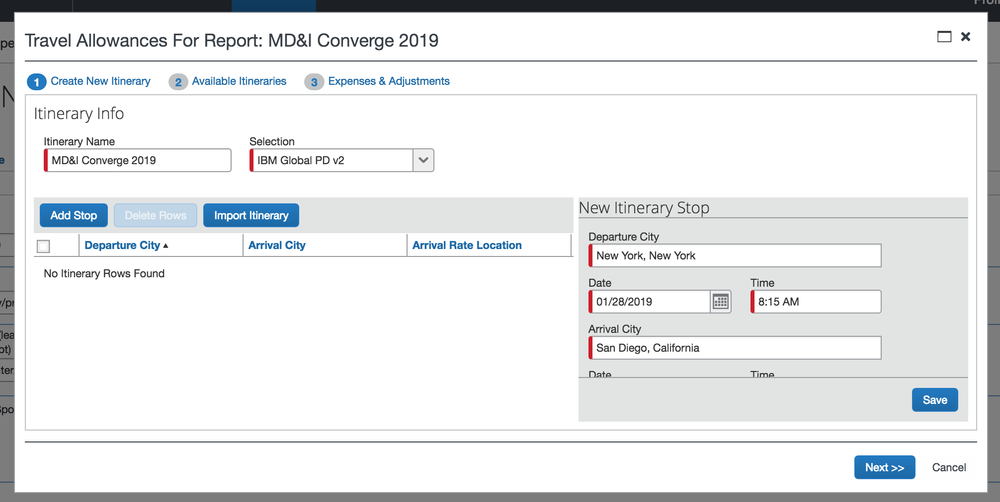 Travel Allowances For Report: MD&I Converge 2019
1 Create New Itinerary 2 Available Itineraries 3 Expenses & Adjustments
Itinerary Info
Itinerary Name
MD&I Converge 2019
Selection
IBM Global PD v2
Add Stop Delete Rows Import Itinerary
Departure City ▲ Arrival City Arrival Rate Location
No Itinerary Rows Found
New Itinerary Stop
Departure City
New York, New York
Date Time
01/28/2019 8:15 AM
Arrival City
San Diego, California
Date Time
Save
Next >> Cancel